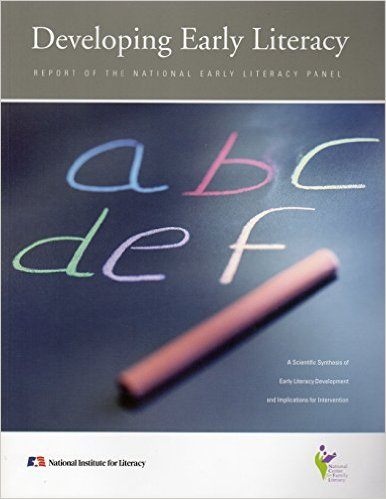 Developing Early Literacy
REPORT OF THE NATIONAL EARLY LITERACY PANEL
a b c
d e f
A Scientific Synthesis of
Early Literacy Development
and Implications for Intervention
National Institute for Literacy
National
Center
for Family
Literacy